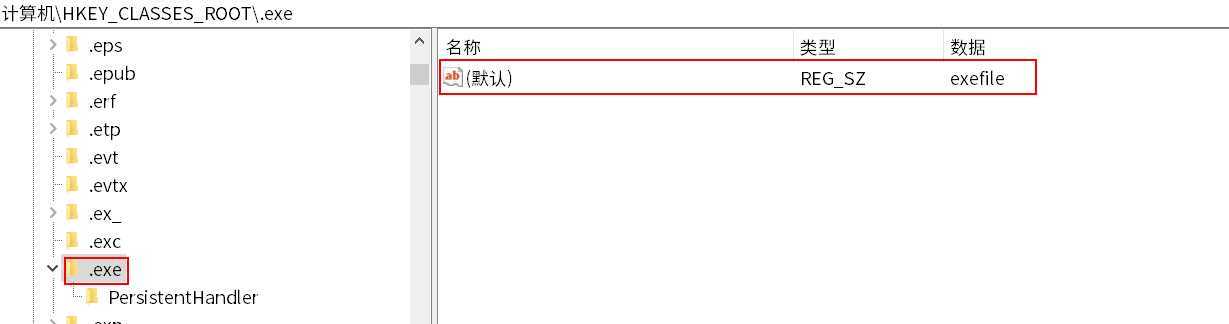 计算机\HKEY_CLASSES_ROOT\.exe
.eps
.epub
.erf
.etp
.evt
.evtx
.ex_
.exc
.exe
PersistentHandler
名称 类型 数据
ab (默认) REG_SZ exefile